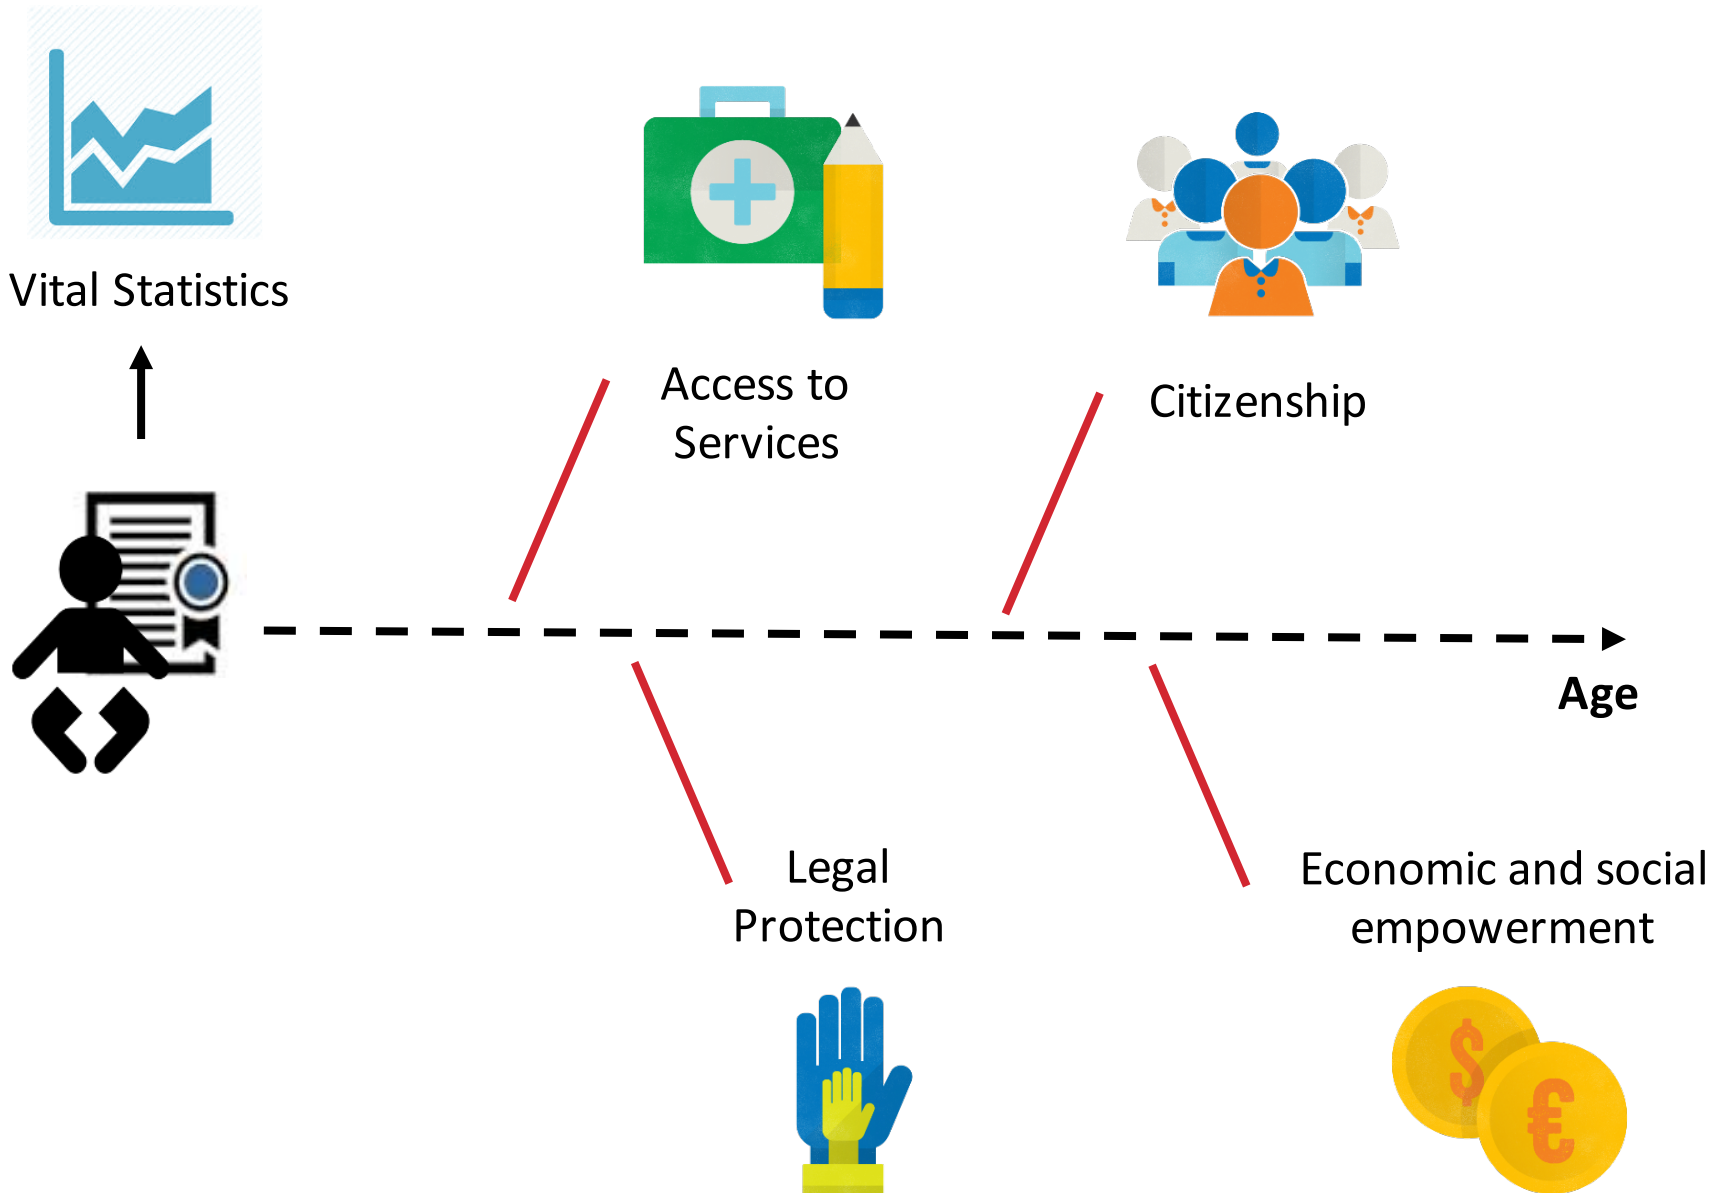 Vital Statistics
Access to
Services
Citizenship
Age
Legal
Protection
Economic and social
empowerment
$
€